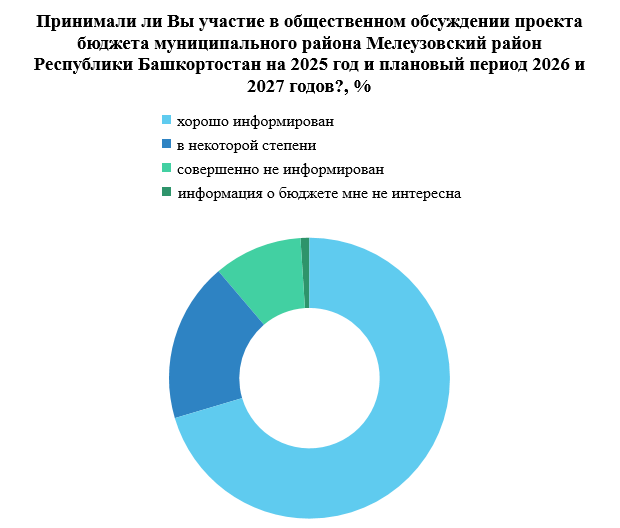 Принимали ли Вы участие в общественном обсуждении проекта
бюджета муниципального района Мелеузовский район
Республики Башкортостан на 2025 год и плановый период 2026 и
2027 годов?, %
хорошо информирован
в некоторой степени
совершенно не информирован
информация о бюджете мне не интересна